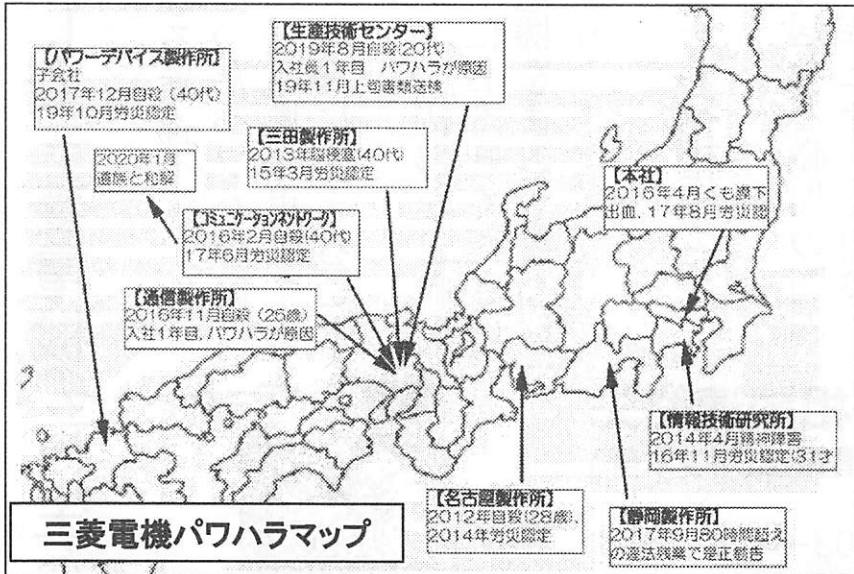 【パワーデバイス製作所】
子会社
2017年12月自殺（40代）
19年10月労災認定
【生産技術センター】
2019年8月自殺(20代)
入社後1年目　パワハラが原因
19年11月上司書類送検
2020年1月
遺族と和解
【三田製作所】
2013年脳梗塞(40代)
15年3月労災認定
【コミュニケーションネットワーク】
2016年2月自殺(40代)
17年6月労災認定
【通信製作所】
2016年11月自殺（25歳）
入社1年目,パワハラが原因
【本社】
2016年4月くも膜下
出血、17年8月労災認
【情報技術研究所】
2014年4月精神障害
16年11月労災認定(31才
【名古屋製作所】
2012年自殺(28歳),
2014年労災認定
【静岡製作所】
2017年9月80時間超え
の違法残業で是正勧告
三菱電機パワハラマップ